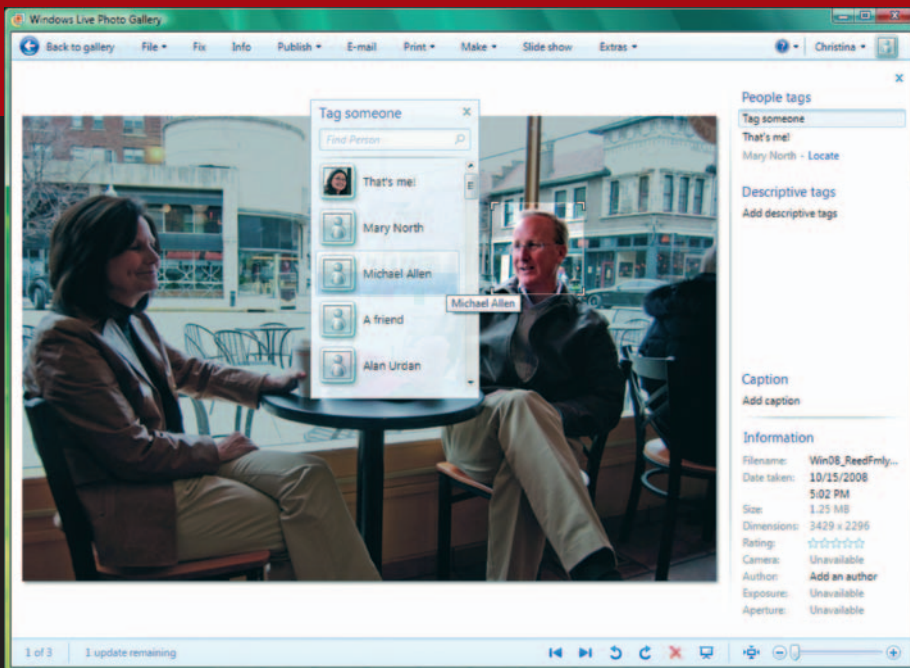 Windows Live Photo Gallery
Back to gallery File Fix Info Publish E-mail Print Make Slide show Extras Christina
People tags
Tag someone
That's me!
Mary North - Locate
Descriptive tags
Add descriptive tags
Tag someone
Find Person
That's me!
Mary North
Michael Allen
A friend
Alan Urdan
Michael Allen
Caption
Add caption
Information
Filename: Win08_ReedFmly...
Date taken: 10/15/2008
5:02 PM
Size: 1.25 MB
Dimensions: 3429 x 2296
Rating:
Camera: Unavailable
Author: Add an author
Exposure: Unavailable
Aperture: Unavailable
1 of 3 1 update remaining